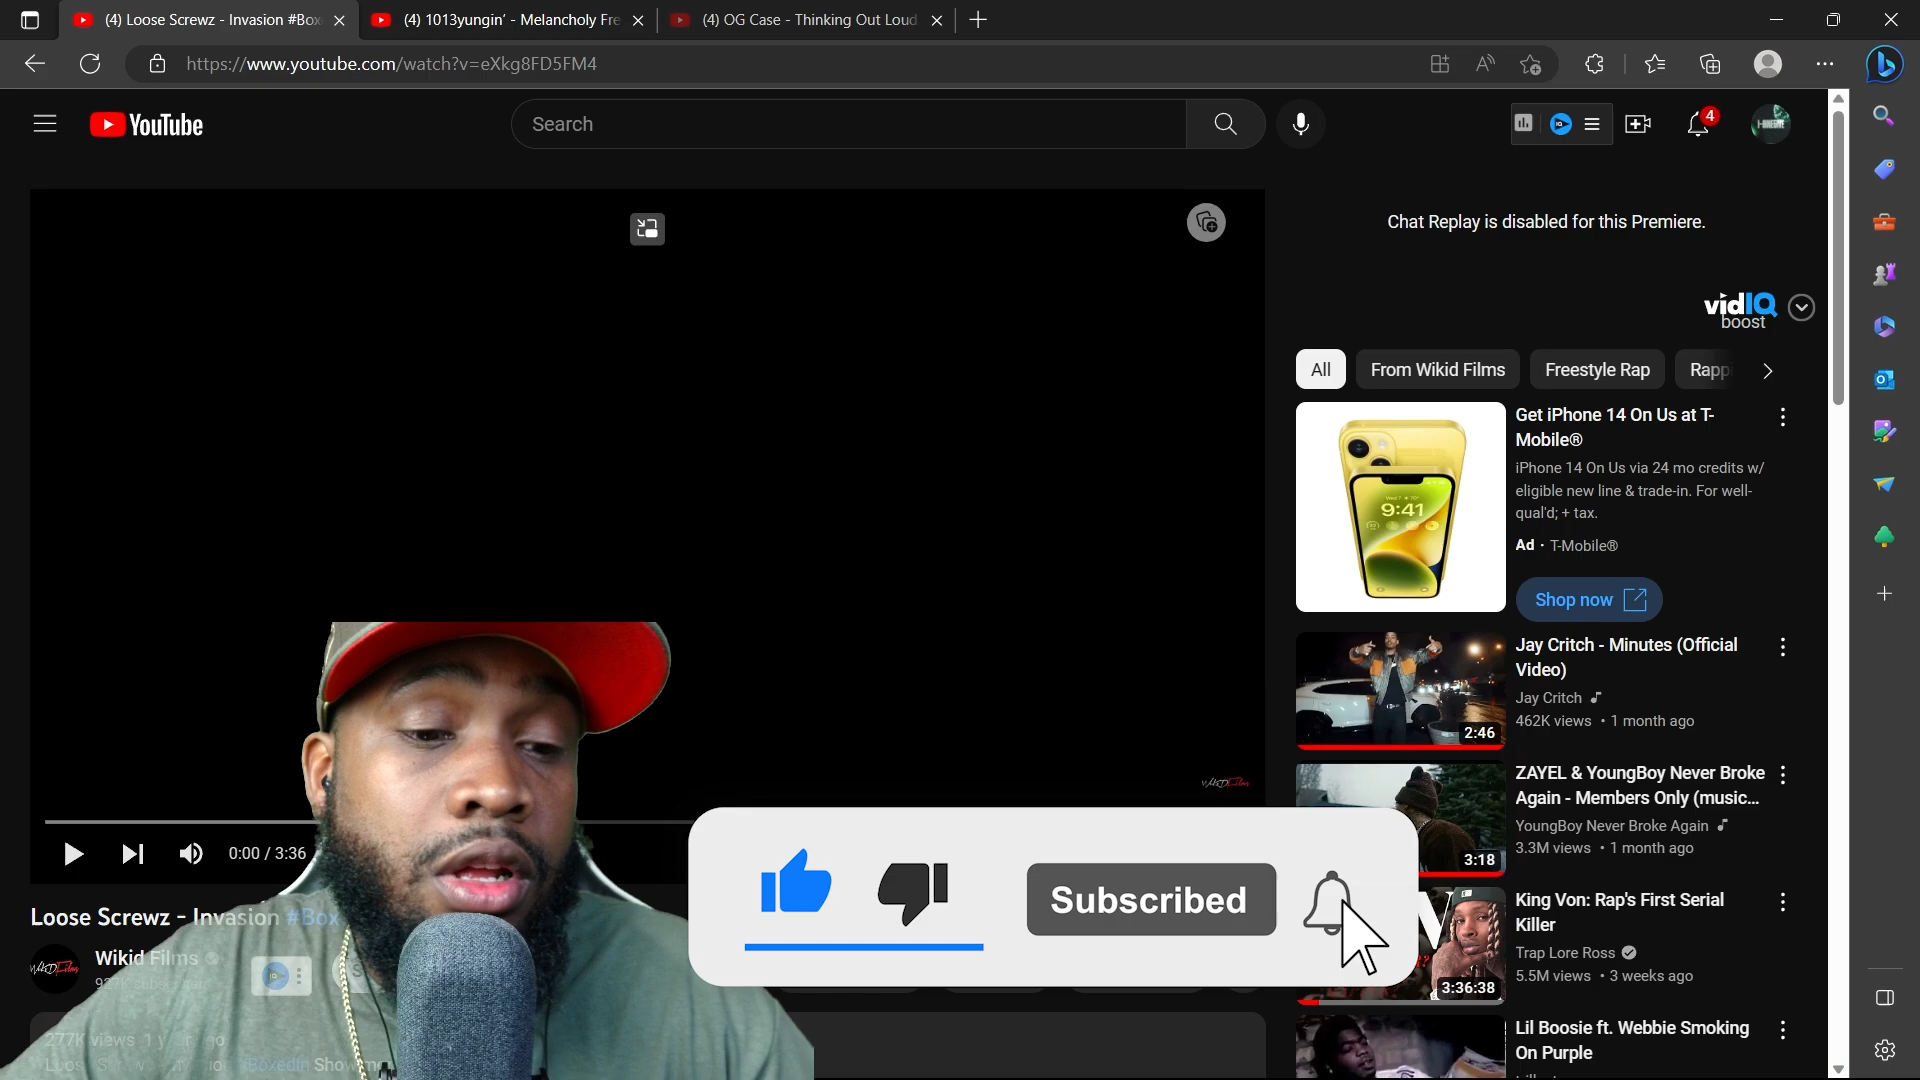 (4) Loose Screwz - Invasion #Box
(4) 1013yungin' - Melancholy Fre
(4) OG Case - Thinking Out Loud
https://www.youtube.com/watch?v=eXkg8FD5FM4
YouTube
Search
4
Chat Replay is disabled for this Premiere.
vidIQ
boost
All
From Wikid Films
Freestyle Rap
Rapp
Get iPhone 14 On Us at T-
Mobile®
iPhone 14 On Us via 24 mo credits w/
eligible new line & trade-in. For well-
qual'd; + tax.
Ad · T-Mobile®
Shop now
9:41
Jay Critch - Minutes (Official
Video)
Jay Critch
462K views • 1 month ago
2:46
ZAYEL & YoungBoy Never Broke
Again - Members Only (music...
YoungBoy Never Broke Again
3.3M views • 1 month ago
3:18
King Von: Rap's First Serial
Killer
Trap Lore Ross
5.5M views • 3 weeks ago
3:36:38
Lil Boosie ft. Webbie Smoking
On Purple
WikiD Films
0:00 / 3:36
Subscribed
Loose Screwz - Invasion #Box
Wikid Films
277K views
#BoxedIn Show